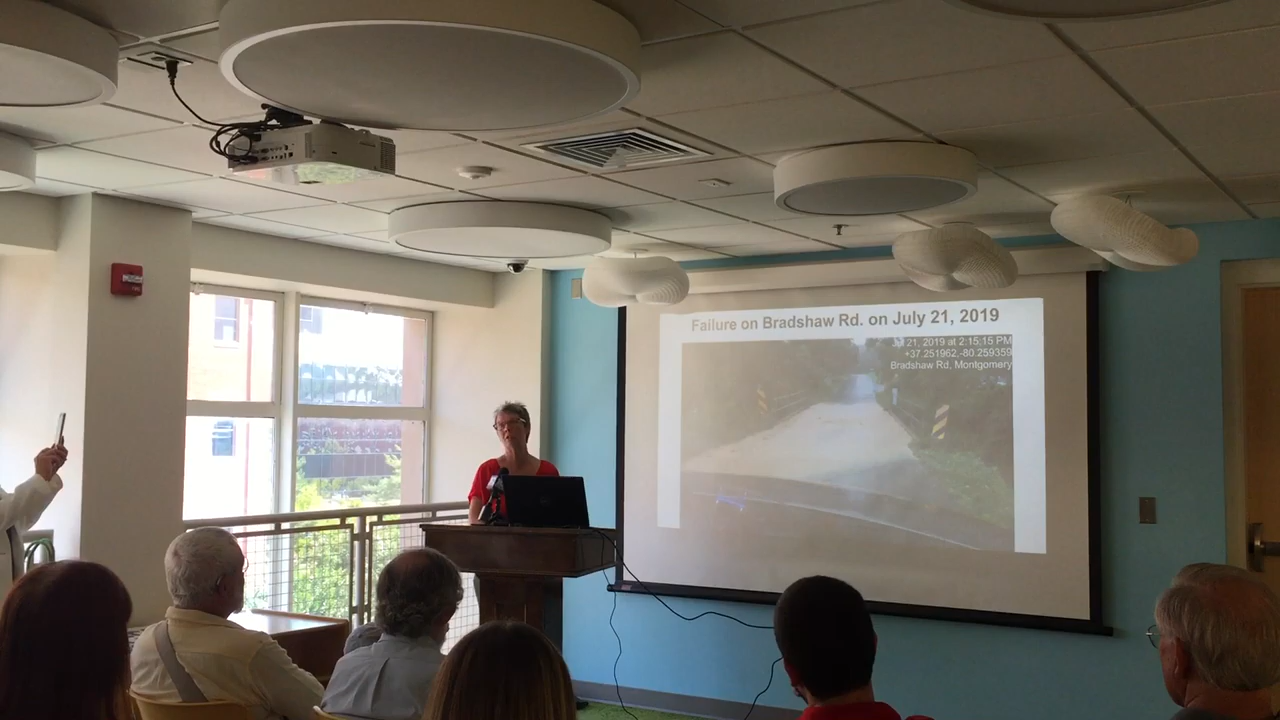 Failure on Bradshaw Rd. on July 21, 2019
Jul 21, 2019 at 2:15:15 PM
+37.251962,-80.259359
Bradshaw Rd, Montgomery